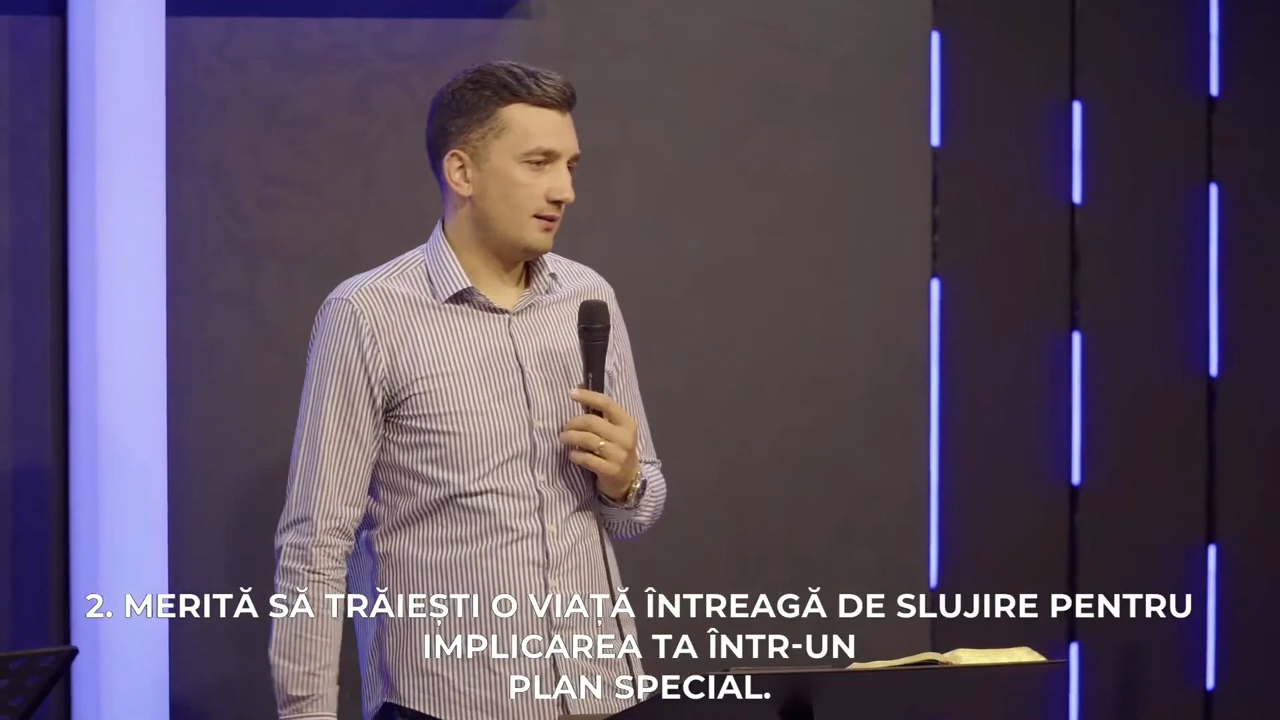 2. MERITĂ SĂ TRĂIEȘTI O VIAȚĂ ÎNTREAGĂ DE SLUJIRE PENTRU
IMPLICAREA TA ÎNTR-UN
PLAN SPECIAL.